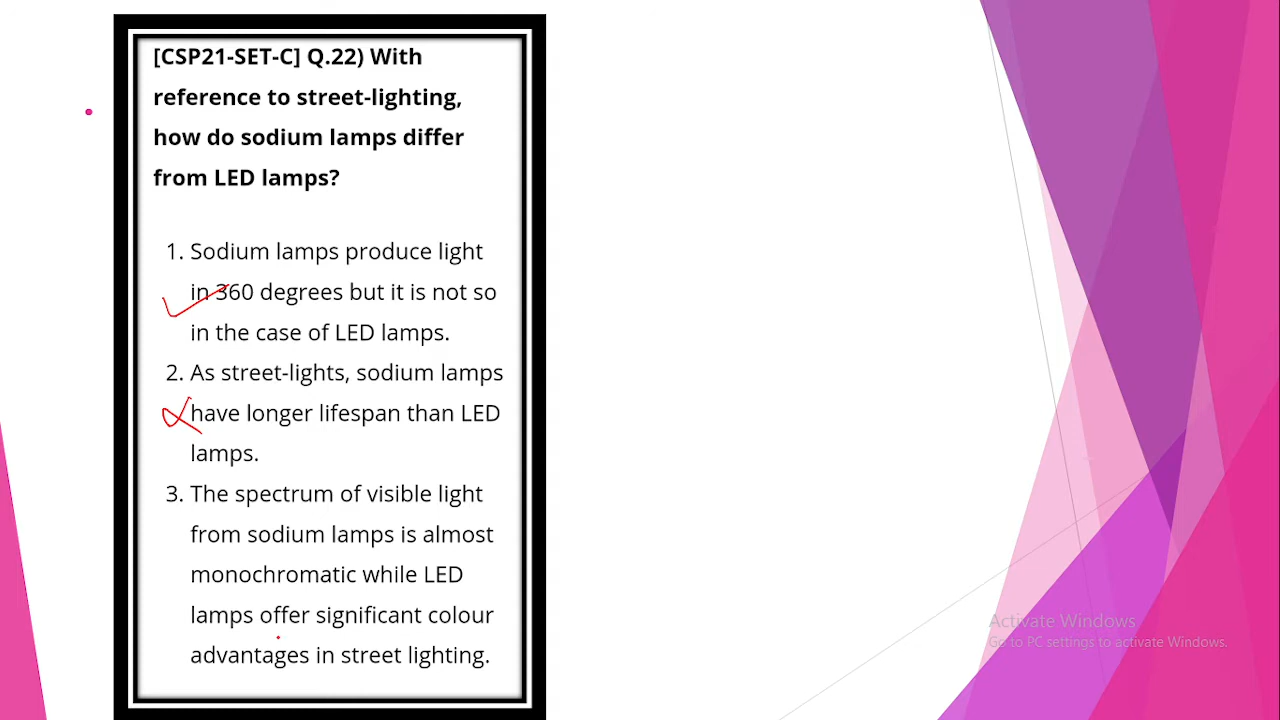 [CSP21-SET-C] Q.22) With
reference to street-lighting,
how do sodium lamps differ
from LED lamps?
1. Sodium lamps produce light
in 360 degrees but it is not so
in the case of LED lamps.
2. As street-lights, sodium lamps
have longer lifespan than LED
lamps.
3. The spectrum of visible light
from sodium lamps is almost
monochromatic while LED
lamps offer significant colour
advantages in street lighting.
Activate Windows
Go to PC settings to activate Windows.